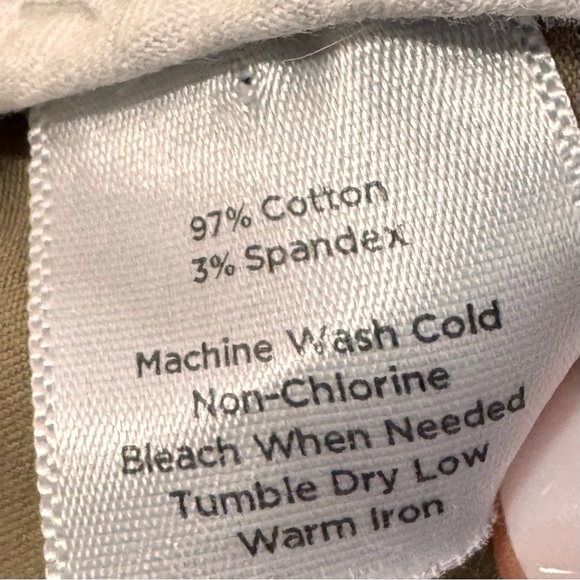 97% Cotton
3% Spandex
Machine Wash Cold
Non-Chlorine
Bleach When Needed
Tumble Dry Low
Warm Iron